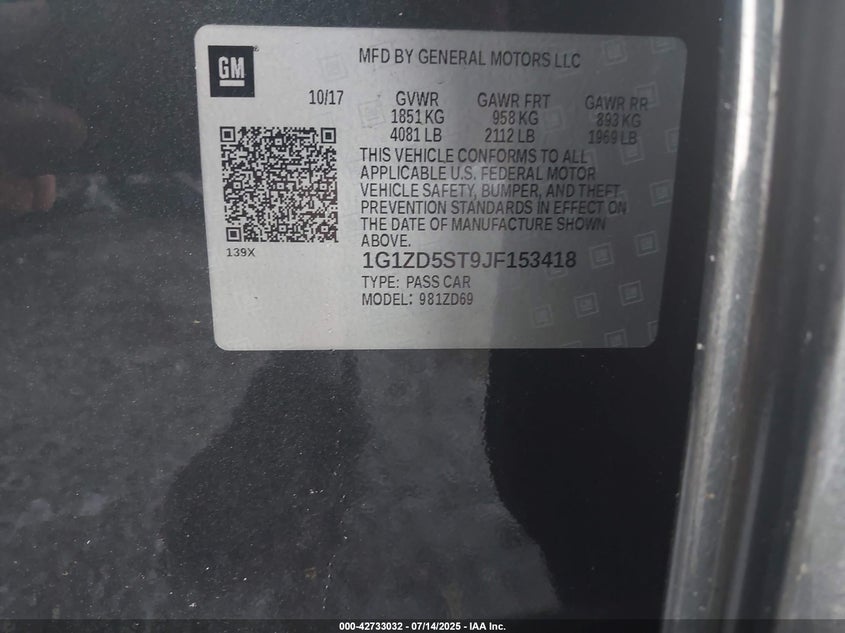 GM
MFD BY GENERAL MOTORS LLC
10/17 GVWR GAWR FRT GAWR RR
1851 KG 958 KG 893 KG
4081 LB 2112 LB 1969 LB
THIS VEHICLE CONFORMS TO ALL
APPLICABLE U.S. FEDERAL MOTOR
VEHICLE SAFETY, BUMPER, AND THEFT
PREVENTION STANDARDS IN EFFECT ON
THE DATE OF MANUFACTURE SHOWN
ABOVE.
139X
1G1ZD5ST9JF153418
TYPE: PASS CAR
MODEL: 981ZD69
000-42733032 - 07/14/2025 - IAA Inc.